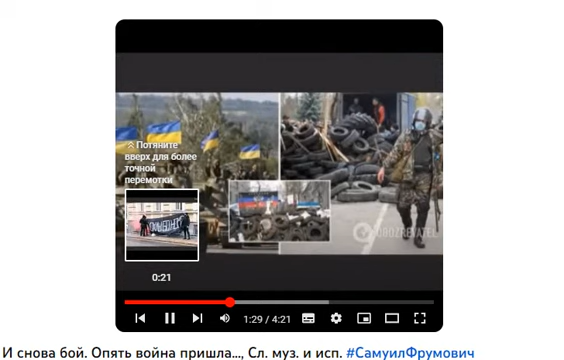 Потяните
вверх для более
точной
перемотки
OBOZREVATEL
0:21
1:29 / 4:21
И снова бой. Опять война пришла..., Сл. муз. и исп. #СамуилФрумович